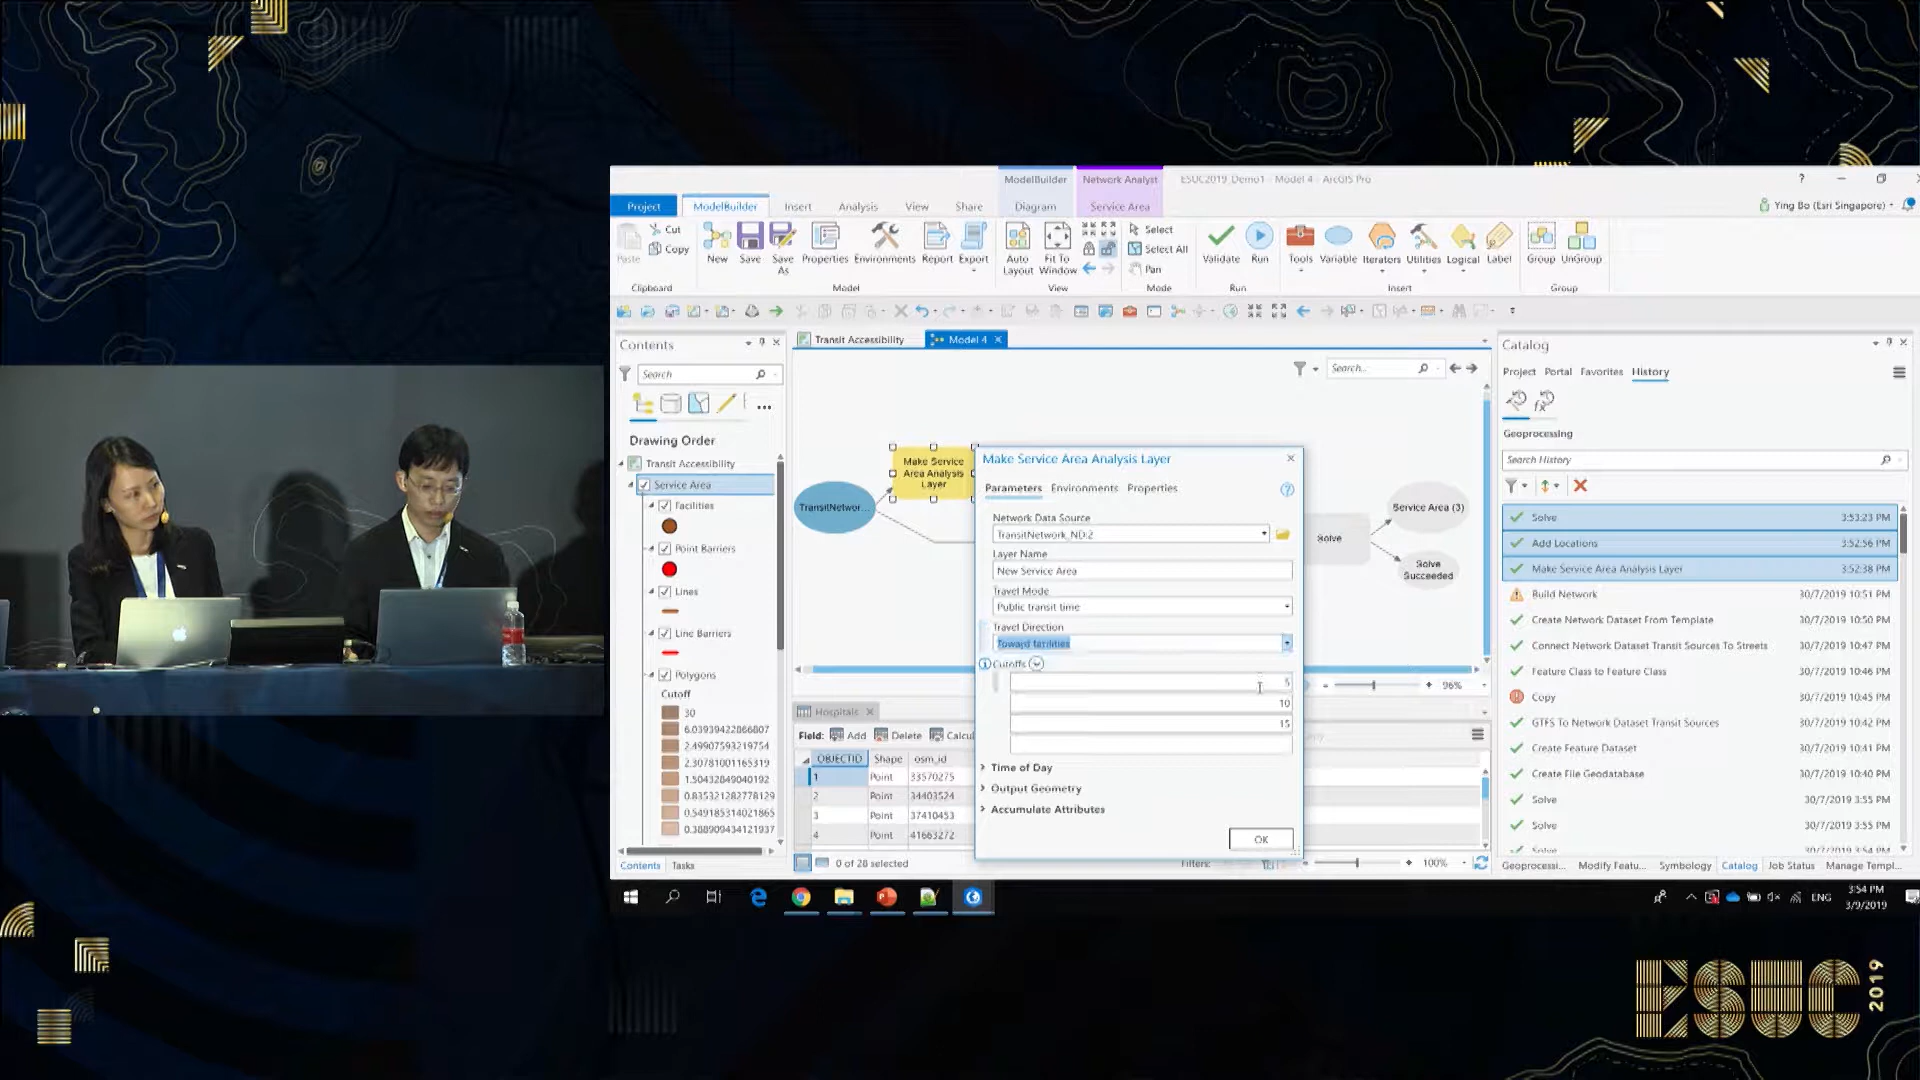 ModelBuilder
Network Analyst
ESUC2019_Demo1 - Model 4 - ArcGIS Pro
?
Project
ModelBuilder
Insert
Analysis
View
Share
Diagram
Service Area
Ying Bo (Esri Singapore)
Paste
Cut
Copy
New
Save
Save As
Properties
Environments
Report
Export
Auto Layout
Fit To Window
Select
Select All
Pan
Validate
Run
Tools
Variable
Iterators
Utilities
Logical
Label
Group
UnGroup
Clipboard
Model
View
Mode
Run
Insert
Group
Contents
Search
Drawing Order
Transit Accessibility
Service Area
Facilities
Point Barriers
Lines
Line Barriers
Polygons
Cutoff
30
6.03939422866807
2.49907593219754
2.30781001165319
1.50432849040192
0.835321282778129
0.549185314021865
0.388909434121937
Contents
Tasks
Transit Accessibility
Model 4
Search...
TransitNetwor...
Make Service
Area Analysis
Layer
Solve
Service Area (3)
Solve
Succeeded
96%
Make Service Area Analysis Layer
Parameters
Environments
Properties
Network Data Source
TransitNetwork_ND:2
Layer Name
New Service Area
Travel Mode
Public transit time
Travel Direction
Toward facilities
Cutoffs
5
10
15
Time of Day
Output Geometry
Accumulate Attributes
OK
Hospitals
Field:
Add
Delete
Calcu
OBJECTID
Shape
osm_id
1
Point
33570275
2
Point
34403524
3
Point
37410453
4
Point
41663272
0 of 28 selected
Filters:
100%
Catalog
Project
Portal
Favorites
History
Geoprocessing
Search History
Solve
3:53:23 PM
Add Locations
3:52:56 PM
Make Service Area Analysis Layer
3:52:38 PM
Build Network
30/7/2019 10:51 PM
Create Network Dataset From Template
30/7/2019 10:50 PM
Connect Network Dataset Transit Sources To Streets
30/7/2019 10:46 PM
Feature Class to Feature Class
30/7/2019 10:46 PM
Copy
30/7/2019 10:45 PM
GTFS To Network Dataset Transit Sources
30/7/2019 10:42 PM
Create Feature Dataset
30/7/2019 10:41 PM
Create File Geodatabase
30/7/2019 10:40 PM
Solve
30/7/2019 3:55 PM
Solve
30/7/2019 3:55 PM
Solve
30/7/2019 3:54 PM
Geoprocessi...
Modify Featu...
Symbology
Catalog
Job Status
Manage Templ...
ENG
3:54 PM
3/9/2019
ESUC
2019